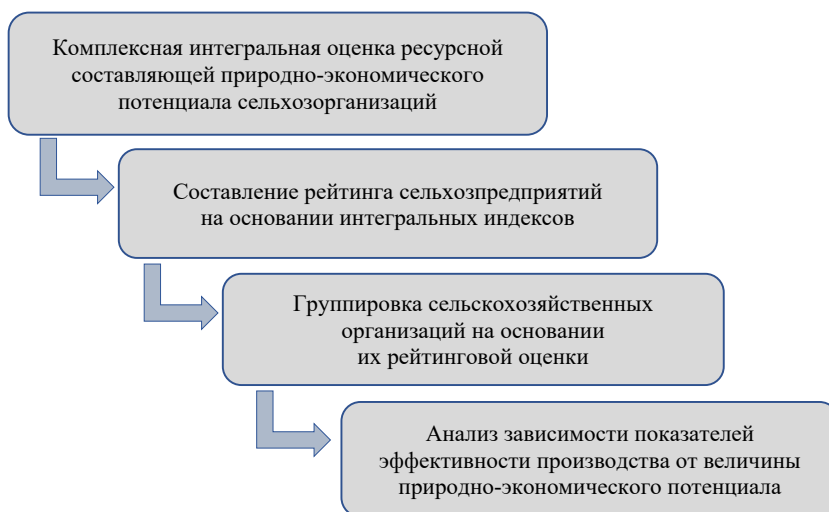 Комплексная интегральная оценка ресурсной
составляющей природно-экономического
потенциала сельхозорганизаций
Составление рейтинга сельхозпредприятий
на основании интегральных индексов
Группировка сельскохозяйственных
организаций на основании
их рейтинговой оценки
Анализ зависимости показателей
эффективности производства от величины
природно-экономического потенциала